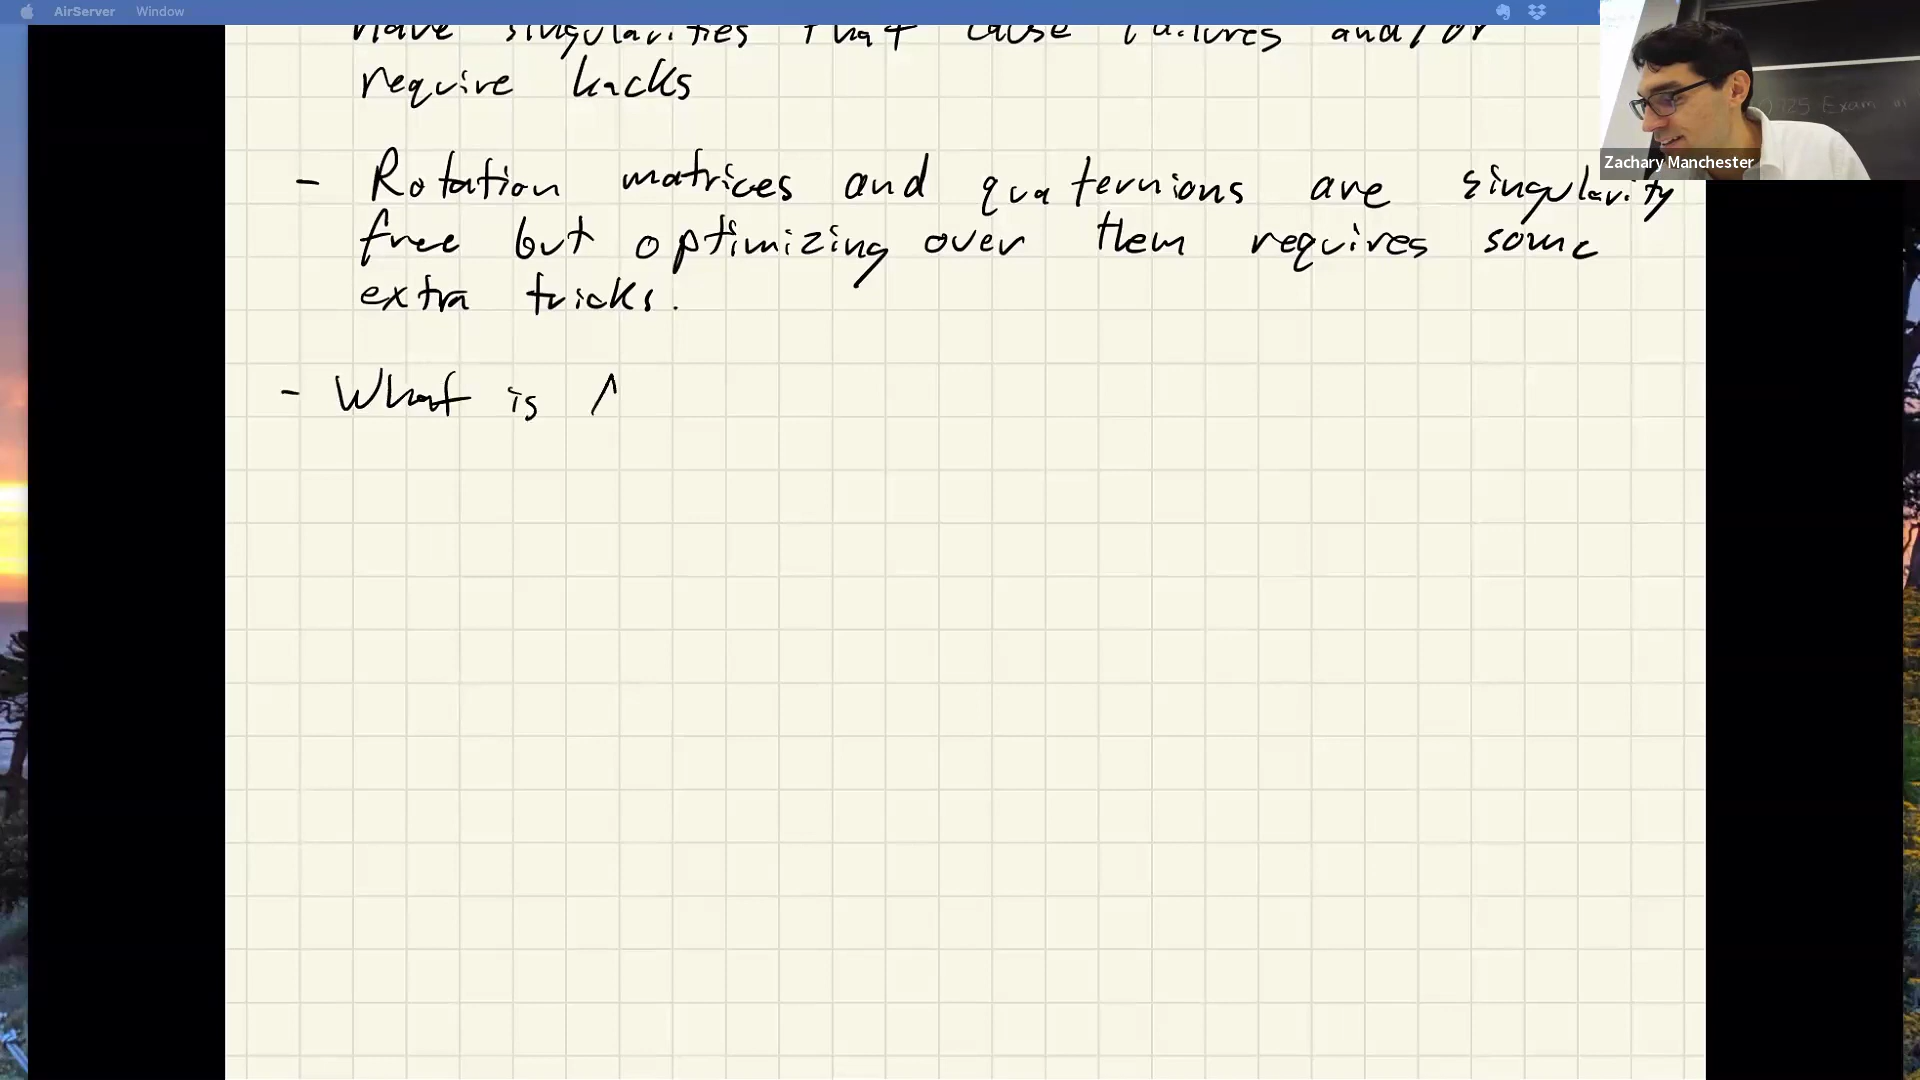 AirServer Window
have singularities that cause failures and/or
require hacks
- Rotation matrices and quaternions are singularity
free but optimizing over them requires some
extra tricks.
- What is
Zachary Manchester
Exam